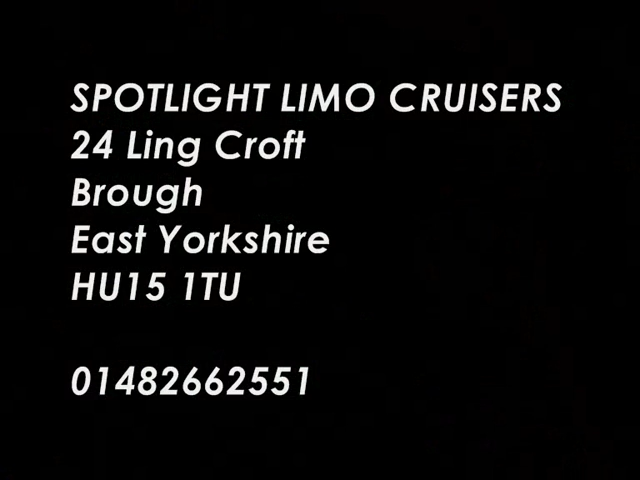 SPOTLIGHT LIMO CRUISERS
24 Ling Croft
Brough
East Yorkshire
HU15 1TU
01482662551